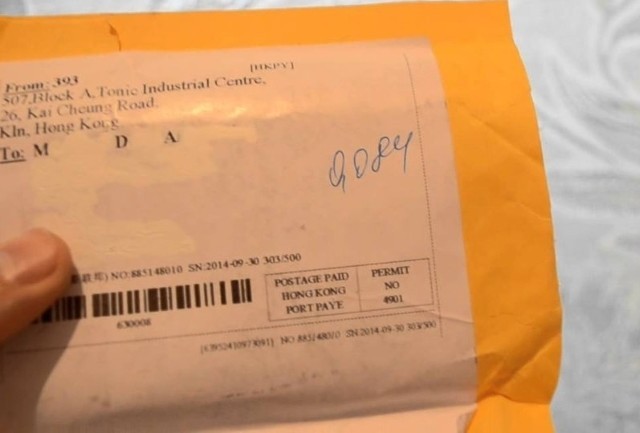 [HKPY]
From: 393
507,Block A,Tonic Industrial Centre,
26, Kai Cheung Road,
Kln, Hong Kong
To: M D A
9084
NO:885148010 SN:2014-09-30 303/500
POSTAGE PAID
HONG KONG
PORT PAYE
PERMIT
NO
4901
630008
NO 885148010 SN:2014-09-30 303/500